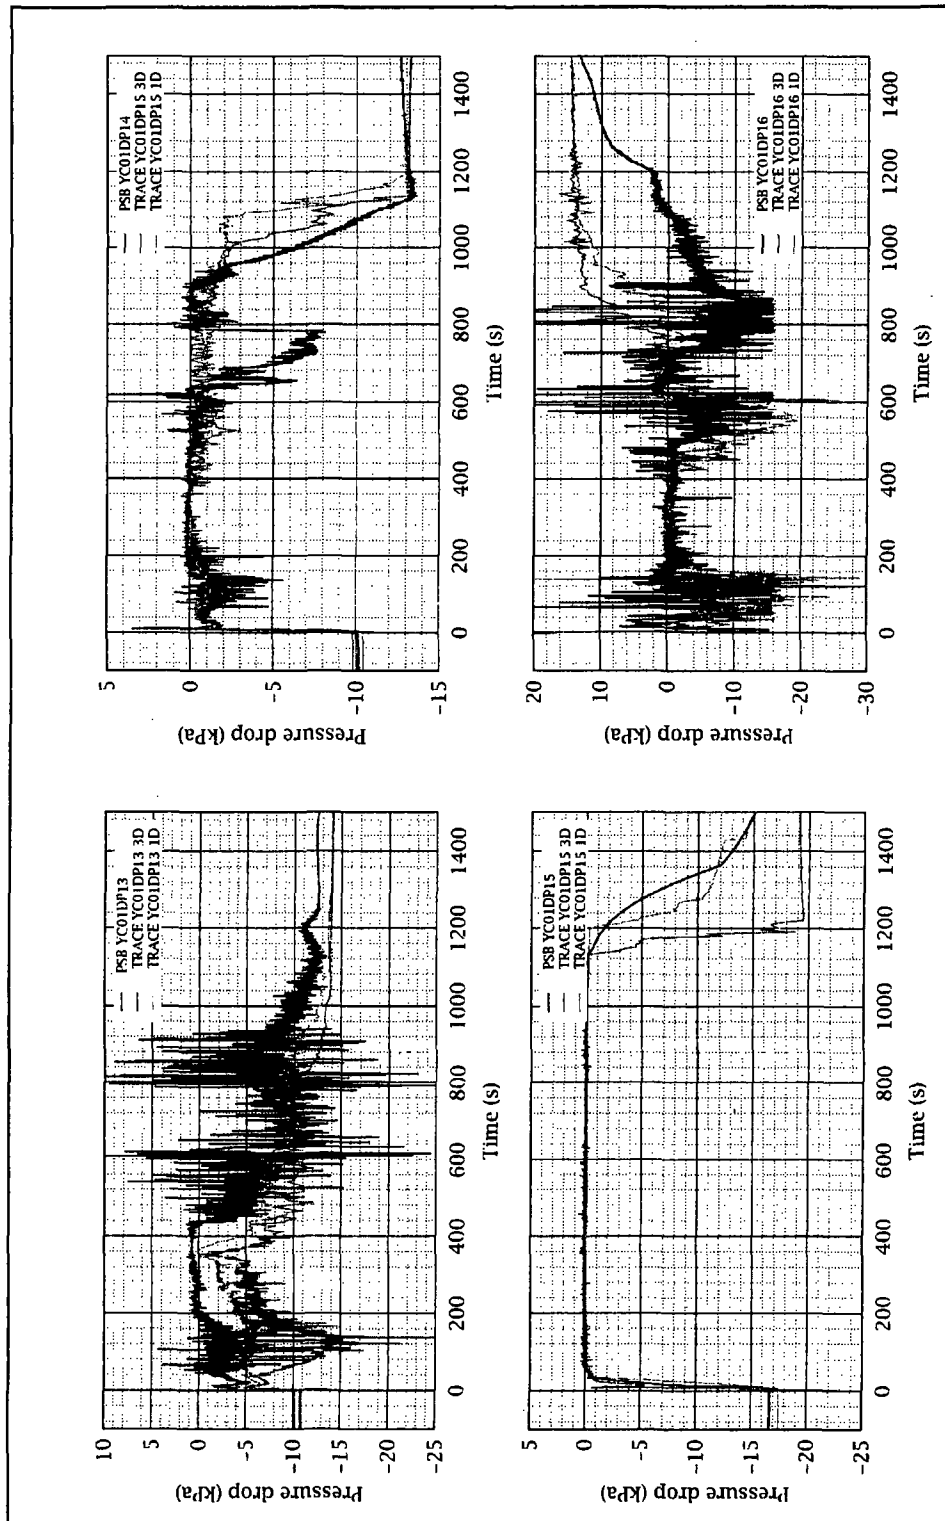 Pressure drop (kPa)
10
5
0
-5
-10
-15
-20
-25
PSB YC01DP13
TRACE YC01DP13 3D
TRACE YC01DP13 1D
0 200 400 600 800 1000 1200 1400
Time (s)
Pressure drop (kPa)
5
0
-5
-10
-15
PSB YC01DP14
TRACE YC01DP15 3D
TRACE YC01DP15 1D
0 200 400 600 800 1000 1200 1400
Time (s)
Pressure drop (kPa)
5
0
-5
-10
-15
-20
-25
PSB YC01DP15
TRACE YC01DP15 3D
TRACE YC01DP15 1D
0 200 400 600 800 1000 1200 1400
Time (s)
Pressure drop (kPa)
20
10
0
-10
-20
-30
PSB YC01DP16
TRACE YC01DP16 3D
TRACE YC01DP16 1D
0 200 400 600 800 1000 1200 1400
Time (s)